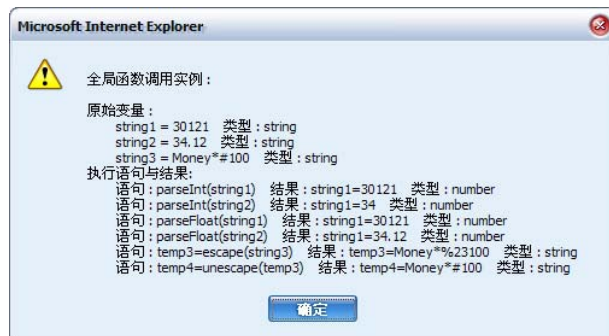 Microsoft Internet Explorer
全局函数调用实例：
原始变量：
string1 = 30121 类型：string
string2 = 34.12 类型：string
string3 = Money*#100 类型：string
执行语句与结果:
语句：parseInt(string1) 结果：string1=30121 类型：number
语句：parseInt(string2) 结果：string1=34 类型：number
语句：parseFloat(string1) 结果：string1=30121 类型：number
语句：parseFloat(string2) 结果：string1=34.12 类型：number
语句：temp3=escape(string3) 结果：temp3=Money*%23100 类型：string
语句：temp4=unescape(temp3) 结果：temp4=Money*#100 类型：string
确定